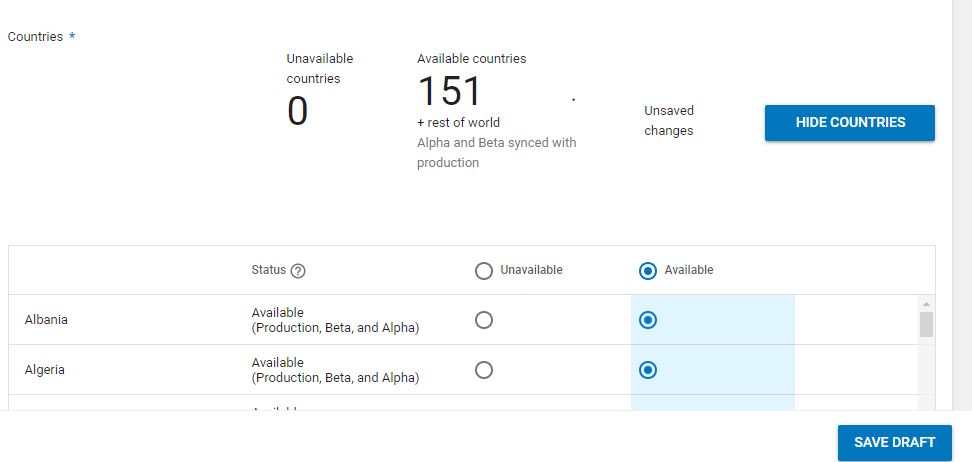 Countries *
Unavailable
countries
0
Available countries
151
+ rest of world
Alpha and Beta synced with
production
Unsaved
changes
HIDE COUNTRIES
Status ?
Unavailable
Available
Albania
Available
(Production, Beta, and Alpha)
Algeria
Available
(Production, Beta, and Alpha)
SAVE DRAFT